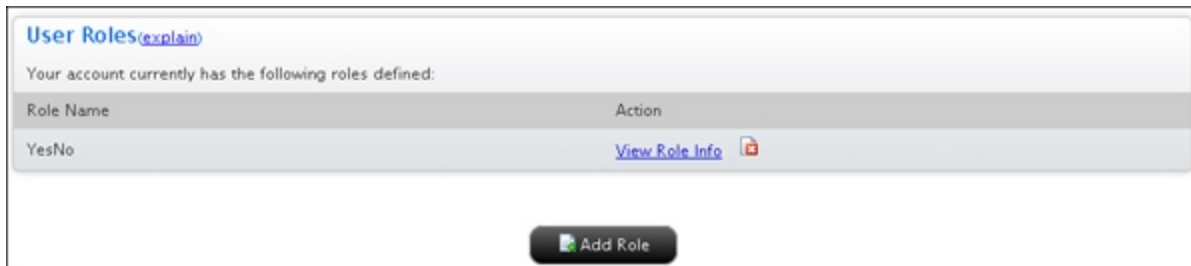 User Roles(explain)
Your account currently has the following roles defined:
Role Name Action
YesNo View Role Info
Add Role